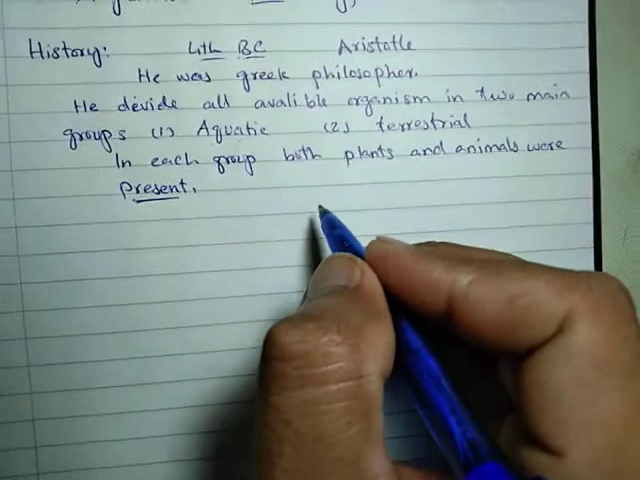 History: 4th BC Aristotle
He was greek philosopher.
He devide all avalible organism in two main
groups (1) Aquatic (2) terrestrial
In each group both plants and animals were
present.